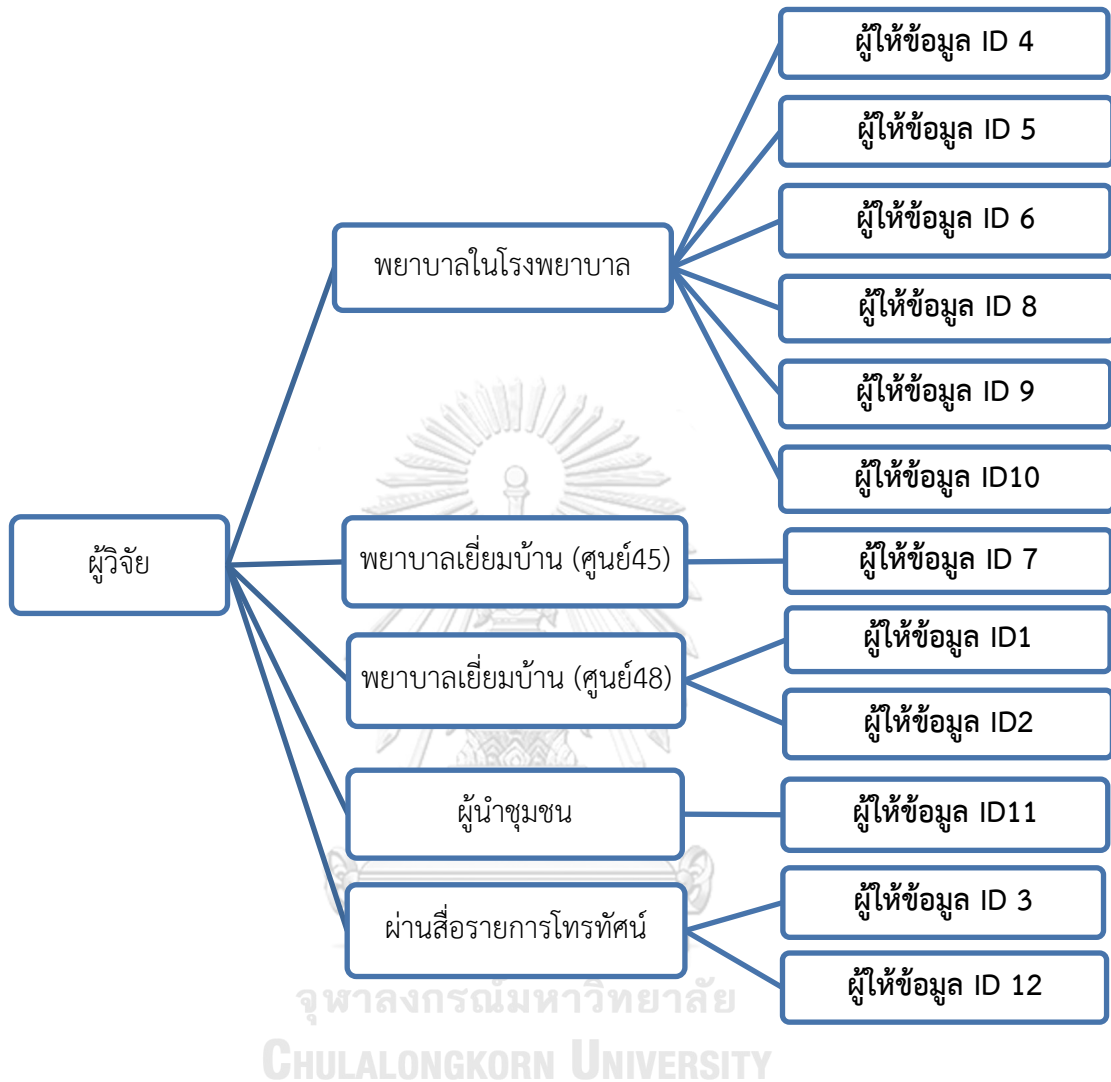 ผู้วิจัย
พยาบาลในโรงพยาบาล
ผู้ให้ข้อมูล ID 4
ผู้ให้ข้อมูล ID 5
ผู้ให้ข้อมูล ID 6
ผู้ให้ข้อมูล ID 8
ผู้ให้ข้อมูล ID 9
ผู้ให้ข้อมูล ID10
พยาบาลเยี่ยมบ้าน (ศูนย์45)
ผู้ให้ข้อมูล ID 7
พยาบาลเยี่ยมบ้าน (ศูนย์48)
ผู้ให้ข้อมูล ID1
ผู้ให้ข้อมูล ID2
ผู้นำชุมชน
ผู้ให้ข้อมูล ID11
ผ่านสื่อรายการโทรทัศน์
ผู้ให้ข้อมูล ID 3
ผู้ให้ข้อมูล ID 12
จุฬาลงกรณ์มหาวิทยาลัย
CHULALONGKORN UNIVERSITY